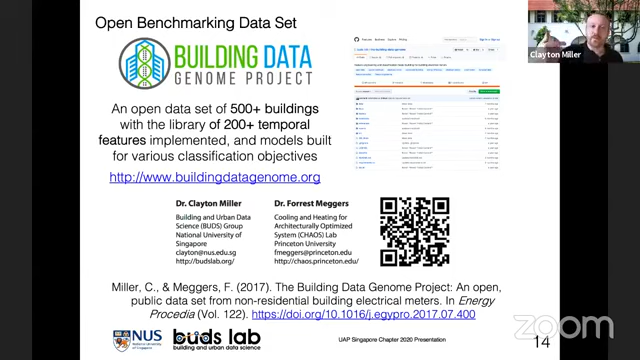 Open Benchmarking Data Set
BUILDING DATA
GENOME PROJECT
An open data set of 500+ buildings
with the library of 200+ temporal
features implemented, and models built
for various classification objectives
http://www.buildingdatagenome.org
Dr. Clayton Miller
Building and Urban Data
Science (BUDS) Group
National University of
Singapore
clayton@nus.edu.sg
http://budslab.org/
Dr. Forrest Meggers
Cooling and Heating for
Architecturally Optimized
System (CHAOS) Lab
Princeton University
fmeggers@princeton.edu
http://chaos.princeton.edu/
Miller, C., & Meggers, F. (2017). The Building Data Genome Project: An open,
public data set from non-residential building electrical meters. In Energy
Procedia (Vol. 122). https://doi.org/10.1016/j.egypro.2017.07.400
NUS
National University
of Singapore
buds lab
building and urban data science
UAP Singapore Chapter 2020 Presentation
14
Clayton Miller
zoom